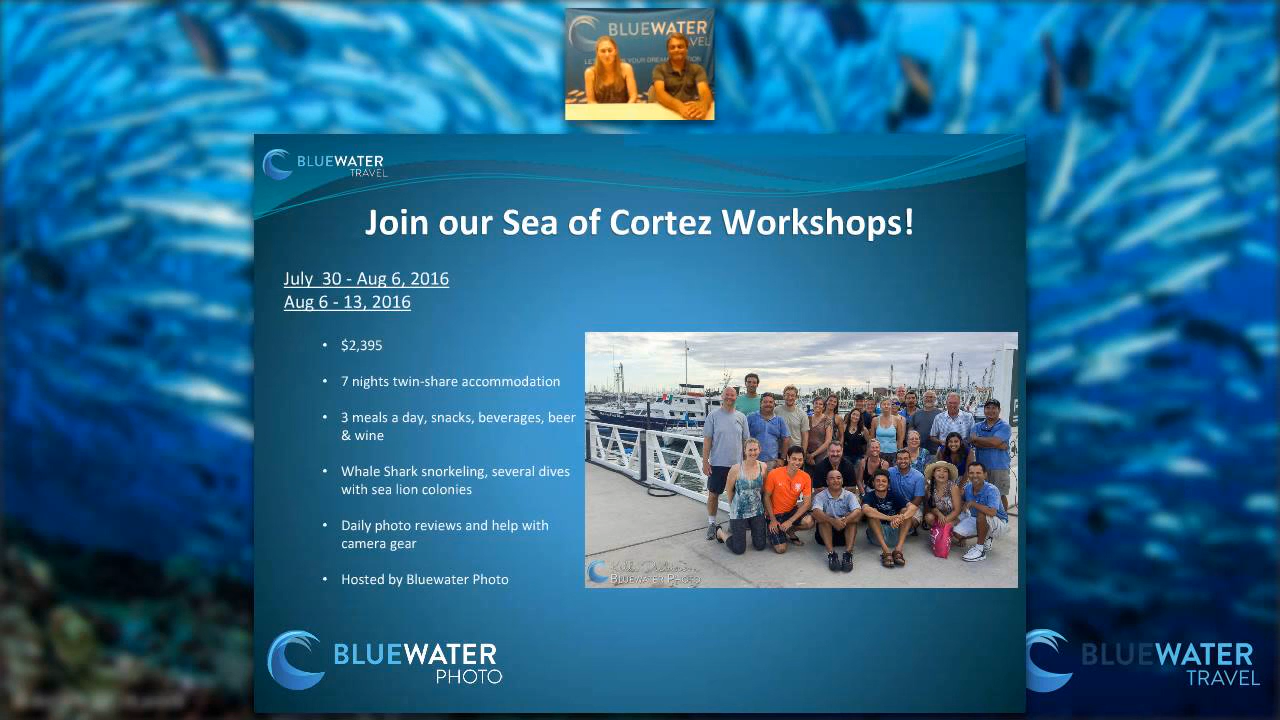 BLUEWATER
TRAVEL
BLUEWATER
TRAVEL
Join our Sea of Cortez Workshops!
July 30 - Aug 6, 2016
Aug 6 - 13, 2016
• $2,395
• 7 nights twin-share accommodation
• 3 meals a day, snacks, beverages, beer
& wine
• Whale Shark snorkeling, several dives
with sea lion colonies
• Daily photo reviews and help with
camera gear
• Hosted by Bluewater Photo
BLUEWATER PHOTO
BLUEWATER
PHOTO
BLUEWATER
TRAVEL